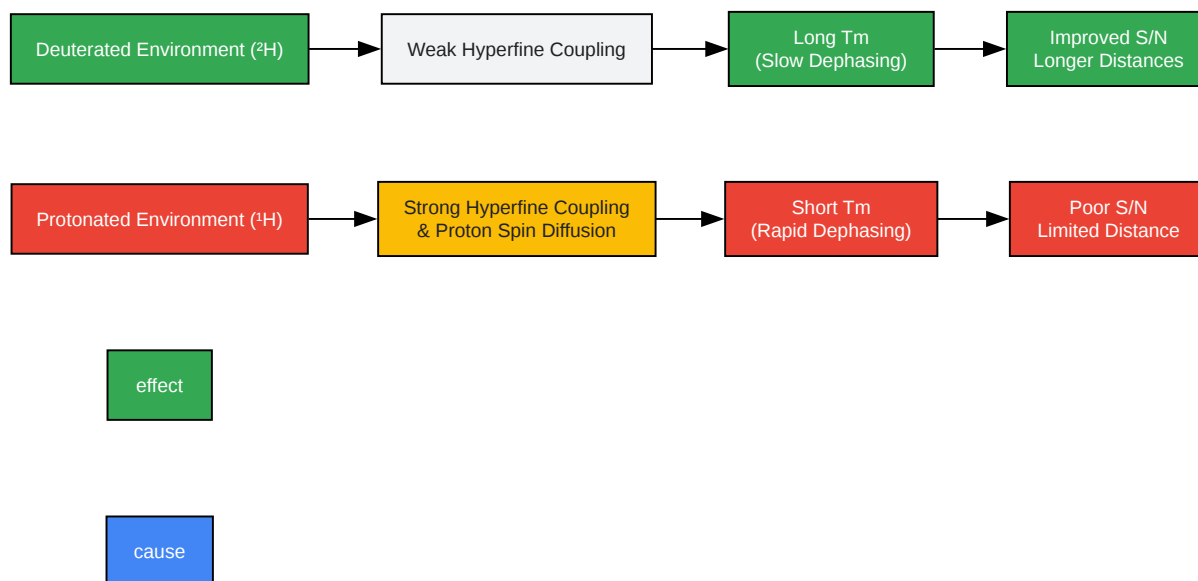 Deuterated Environment (²H)
Weak Hyperfine Coupling
Long Tm
(Slow Dephasing)
Improved S/N
Longer Distances
Protonated Environment (¹H)
Strong Hyperfine Coupling
& Proton Spin Diffusion
Short Tm
(Rapid Dephasing)
Poor S/N
Limited Distance
effect
cause